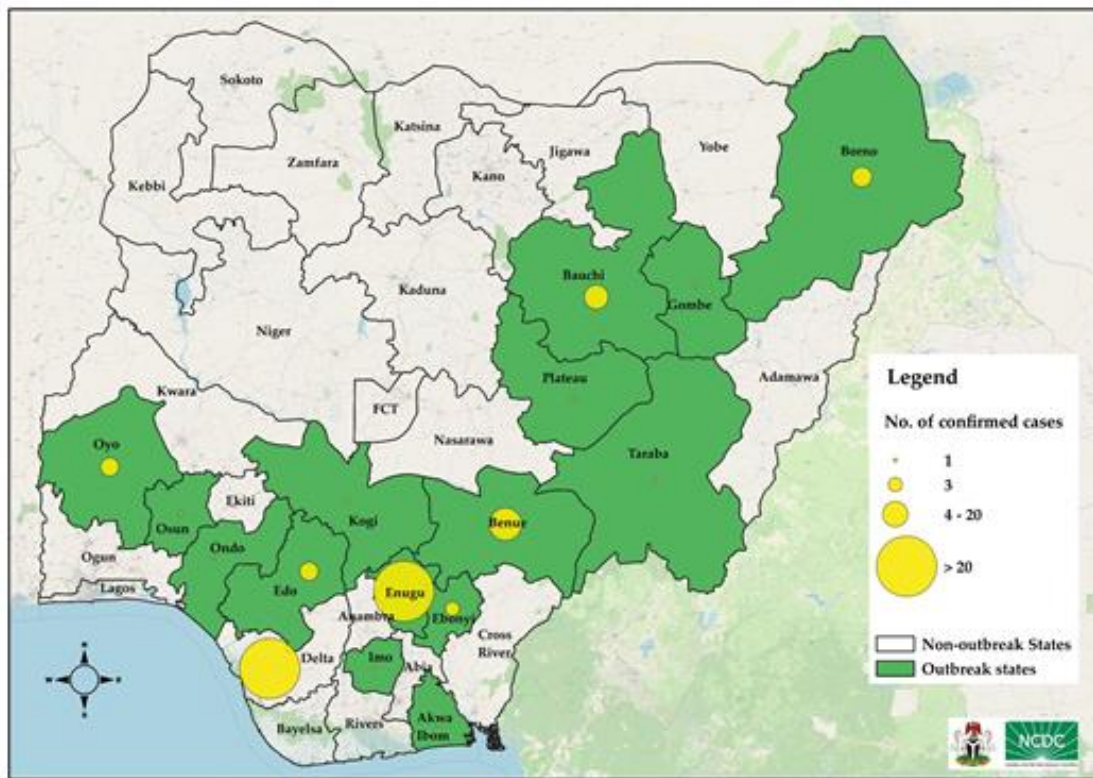 Sokoto
Katsina
Jigawa
Yobe
Borno
Zamfara
Kano
Kebbi
Bauchi
Gombe
Kaduna
Niger
Plateau
Adamawa
Kwara
FCT
Nasarawa
Taraba
Oyo
Ekiti
Osun
Kogi
Benue
Ogun
Ondo
Lagos
Edo
Enugu
Anambra
Ebonyi
Cross
River
Delta
Imo
Abia
Bayelsa
Rivers
Akwa
Ibom
Legend
No. of confirmed cases
1
3
4 - 20
> 20
Non-outbreak States
Outbreak states
NCDC